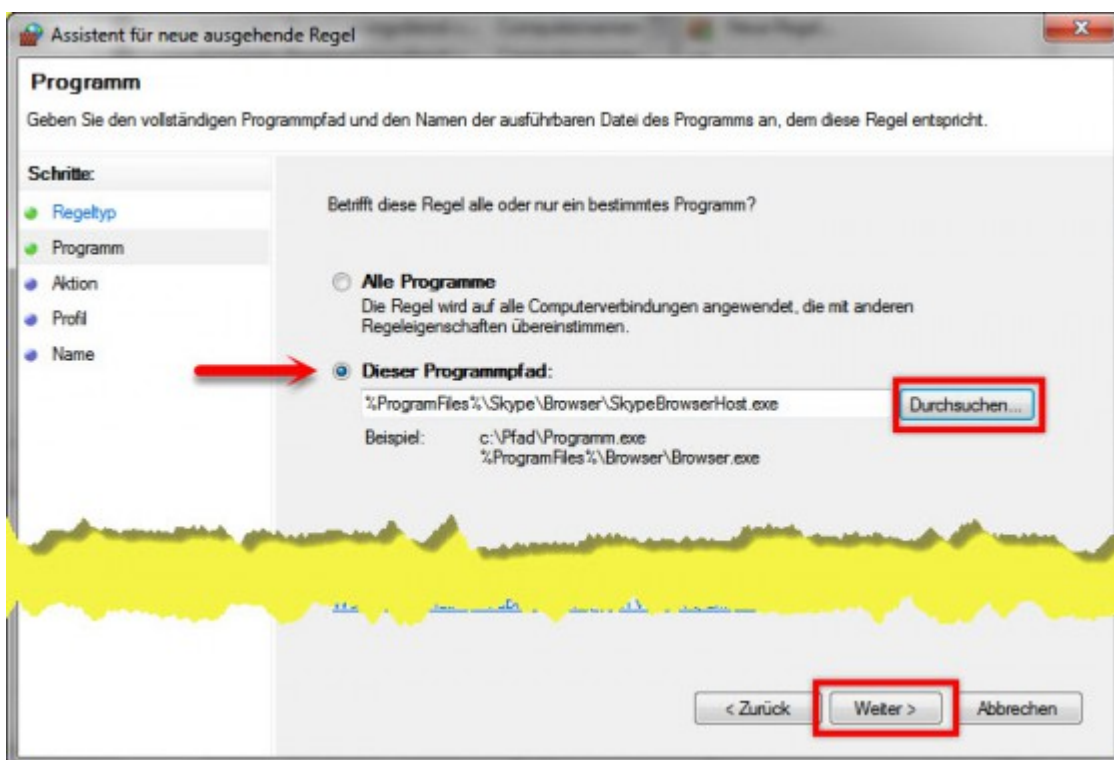 Assistent für neue ausgehende Regel
Programm
Geben Sie den vollständigen Programmpfad und den Namen der ausführbaren Datei des Programms an, dem diese Regel entspricht.
Schritte:
Regeltyp
Programm
Aktion
Profil
Name
Betrifft diese Regel alle oder nur ein bestimmtes Programm?
Alle Programme
Die Regel wird auf alle Computerverbindungen angewendet, die mit anderen
Regeleigenschaften übereinstimmen.
Dieser Programmpfad:
%ProgramFiles%\Skype\Browser\SkypeBrowserHost.exe
Durchsuchen...
Beispiel: c:\Pfad\Programm.exe
%ProgramFiles%\Browser\Browser.exe
< Zurück Weiter > Abbrechen